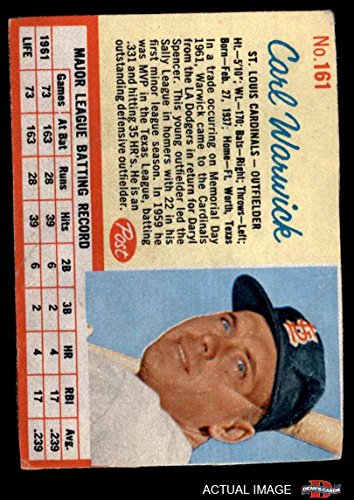 No. 161
Carl Warwick
ST. LOUIS CARDINALS — OUTFIELDER
Ht.-5'10" Wt.-170; Bats-Right; Throws-Left;
Born-Feb. 27, 1937; Home-Ft. Worth, Texas
In a trade occurring on Memorial Day
1961, Warwick came to the Cardinals
from the LA Dodgers in return for Daryl
Spencer. This young outfielder led the
Sally League in homers with 22 in his
first minor league season. In 1959 he
was MVP in the Texas League, batting
.331 and hitting 35 HR's. He is an
outstanding defensive outfielder.
Post
MAJOR LEAGUE BATTING RECORD
Games At Bat Runs Hits 2B 3B HR RBI Avg.
1961 73 163 28 39 6 2 4 17 .239
LIFE 73 163 28 39 6 2 4 17 .239
ACTUAL IMAGE
DEAN'S CARDS